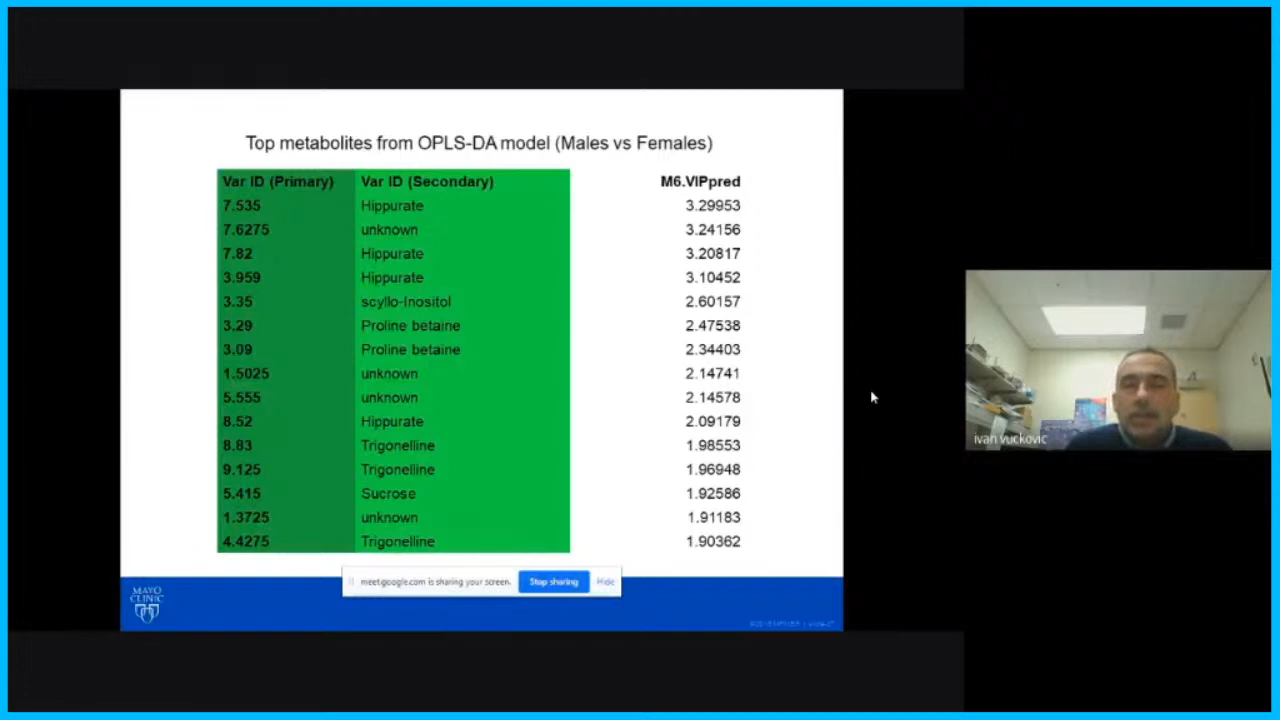 Top metabolites from OPLS-DA model (Males vs Females)
Var ID (Primary) Var ID (Secondary) M6.VIPpred
7.535 Hippurate 3.29953
7.6275 unknown 3.24156
7.82 Hippurate 3.20817
3.959 Hippurate 3.10452
3.35 scyllo-Inositol 2.60157
3.29 Proline betaine 2.47538
3.09 Proline betaine 2.34403
1.5025 unknown 2.14741
5.555 unknown 2.14578
8.52 Hippurate 2.09179
8.83 Trigonelline 1.98553
9.125 Trigonelline 1.96948
5.415 Sucrose 1.92586
1.3725 unknown 1.91183
4.4275 Trigonelline 1.90362
meet.google.com is sharing your screen. Stop sharing Hide
MAYO
CLINIC
ivan vuckovic